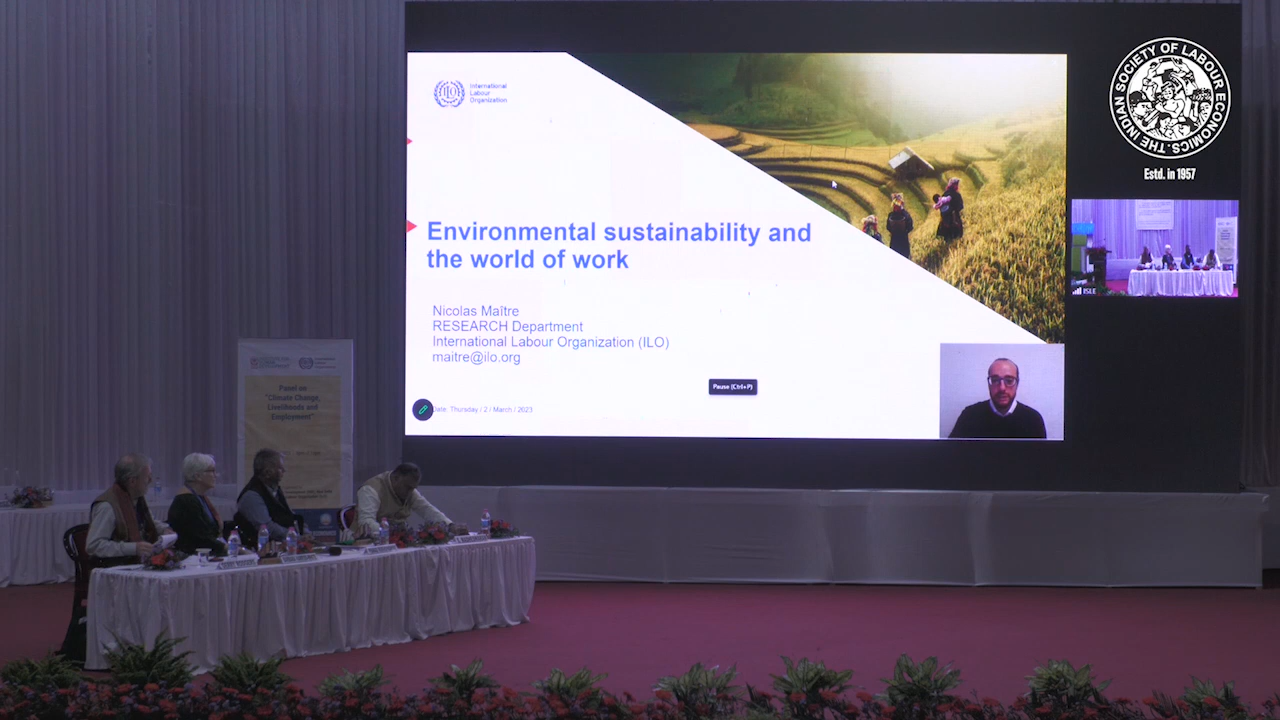 International
Labour
Organization
Environmental sustainability and
the world of work
Nicolas Maître
RESEARCH Department
International Labour Organization (ILO)
maitre@ilo.org
Pause (Ctrl+P)
Date: Thursday / 2 / March / 2023
THE INDIAN SOCIETY OF LABOUR ECONOMICS.
Estd. in 1957
ISLE
Panel on
"Climate Change,
Livelihoods and
Employment"